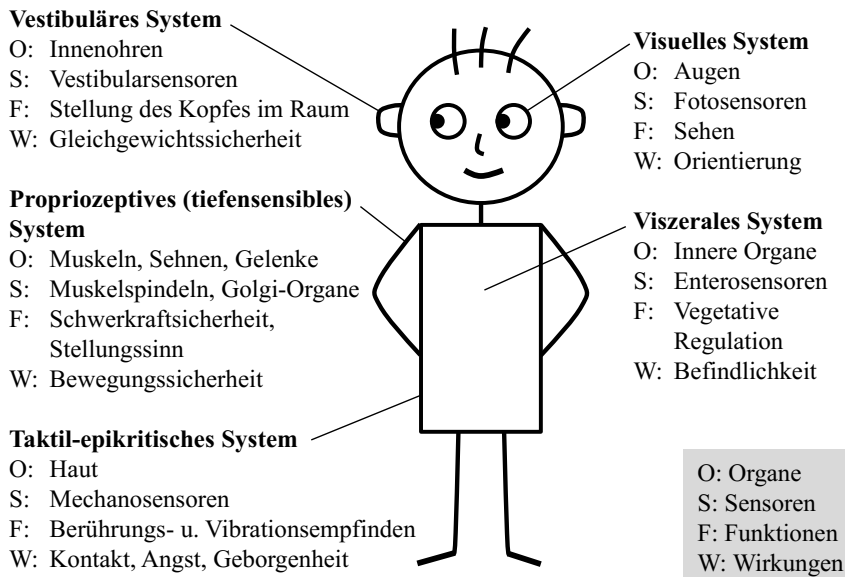 Vestibuläres System
O: Innenohren
S: Vestibularsensoren
F: Stellung des Kopfes im Raum
W: Gleichgewichtssicherheit
Propriozeptives (tiefensensibles)
System
O: Muskeln, Sehnen, Gelenke
S: Muskelspindeln, Golgi-Organe
F: Schwerkraftsicherheit,
Stellungssinn
W: Bewegungssicherheit
Taktil-epikritisches System
O: Haut
S: Mechanosensoren
F: Berührungs- u. Vibrationsempfinden
W: Kontakt, Angst, Geborgenheit
Visuelles System
O: Augen
S: Fotosensoren
F: Sehen
W: Orientierung
Viszerales System
O: Innere Organe
S: Enterosensoren
F: Vegetative
Regulation
W: Befindlichkeit
O: Organe
S: Sensoren
F: Funktionen
W: Wirkungen